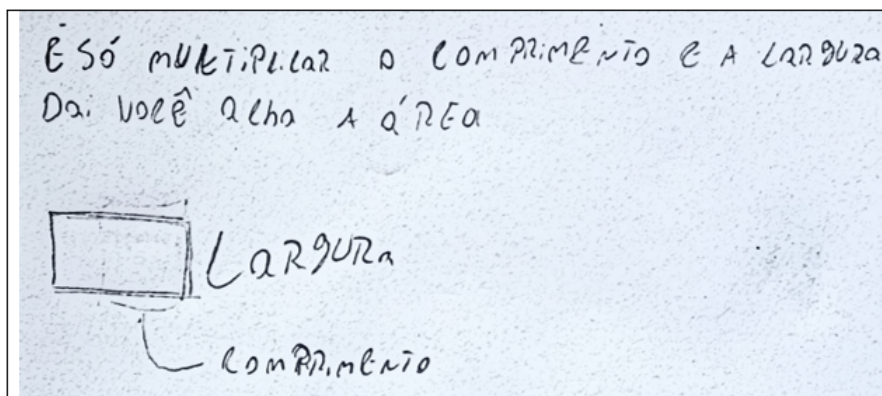 É SÓ MULTIPLICAR O COMPRIMENTO E A LARGURA
Daí VOCÊ acha A áREA
LARGURA
COMPRIMENTO